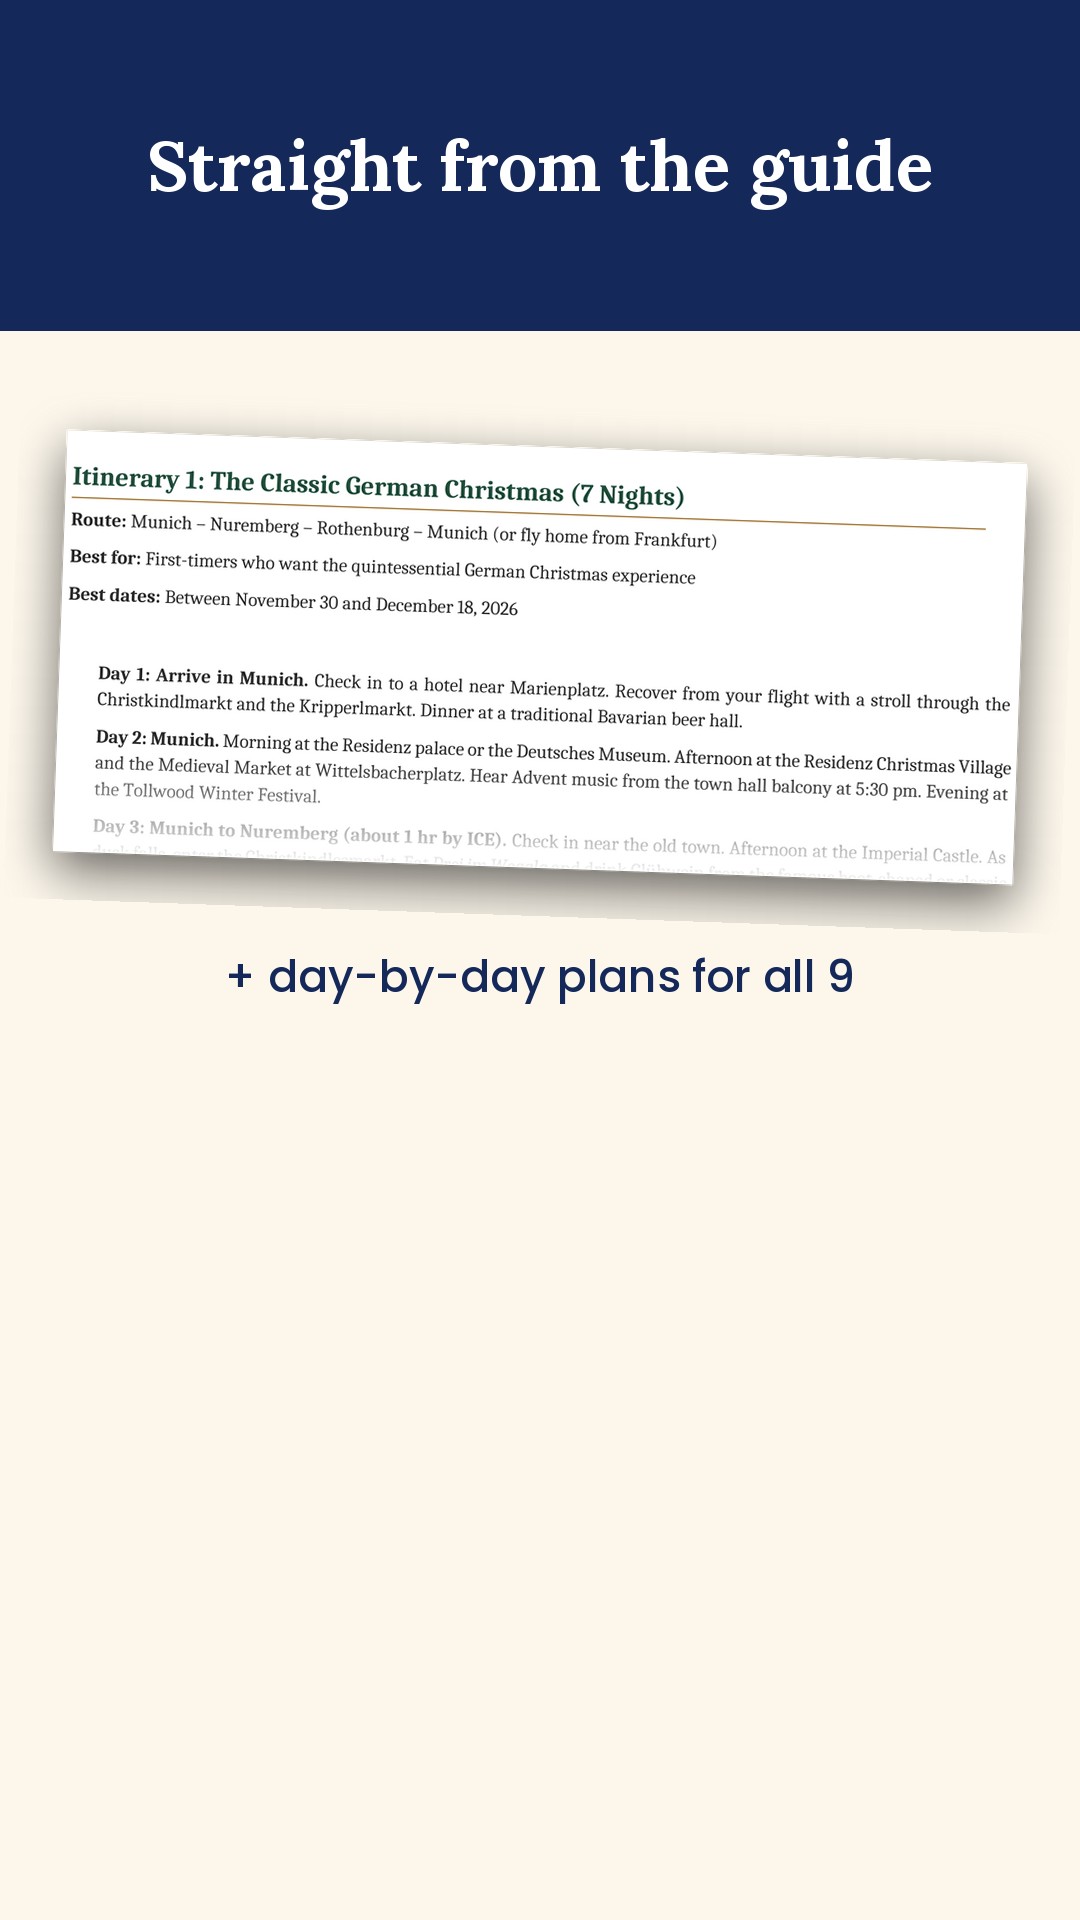 Straight from the guide
Itinerary 1: The Classic German Christmas (7 Nights)
Route: Munich – Nuremberg – Rothenburg – Munich (or fly home from Frankfurt)
Best for: First-timers who want the quintessential German Christmas experience
Best dates: Between November 30 and December 18, 2026
Day 1: Arrive in Munich. Check in to a hotel near Marienplatz. Recover from your flight with a stroll through the
Christkindlmarkt and the Kripperlmarkt. Dinner at a traditional Bavarian beer hall.
Day 2: Munich. Morning at the Residenz palace or the Deutsches Museum. Afternoon at the Residenz Christmas Village
and the Medieval Market at Wittelsbacherplatz. Hear Advent music from the town hall balcony at 5:30 pm. Evening at
the Tollwood Winter Festival.
Day 3: Munich to Nuremberg (about 1 hr by ICE). Check in near the old town. Afternoon at the Imperial Castle. As
+ day-by-day plans for all 9